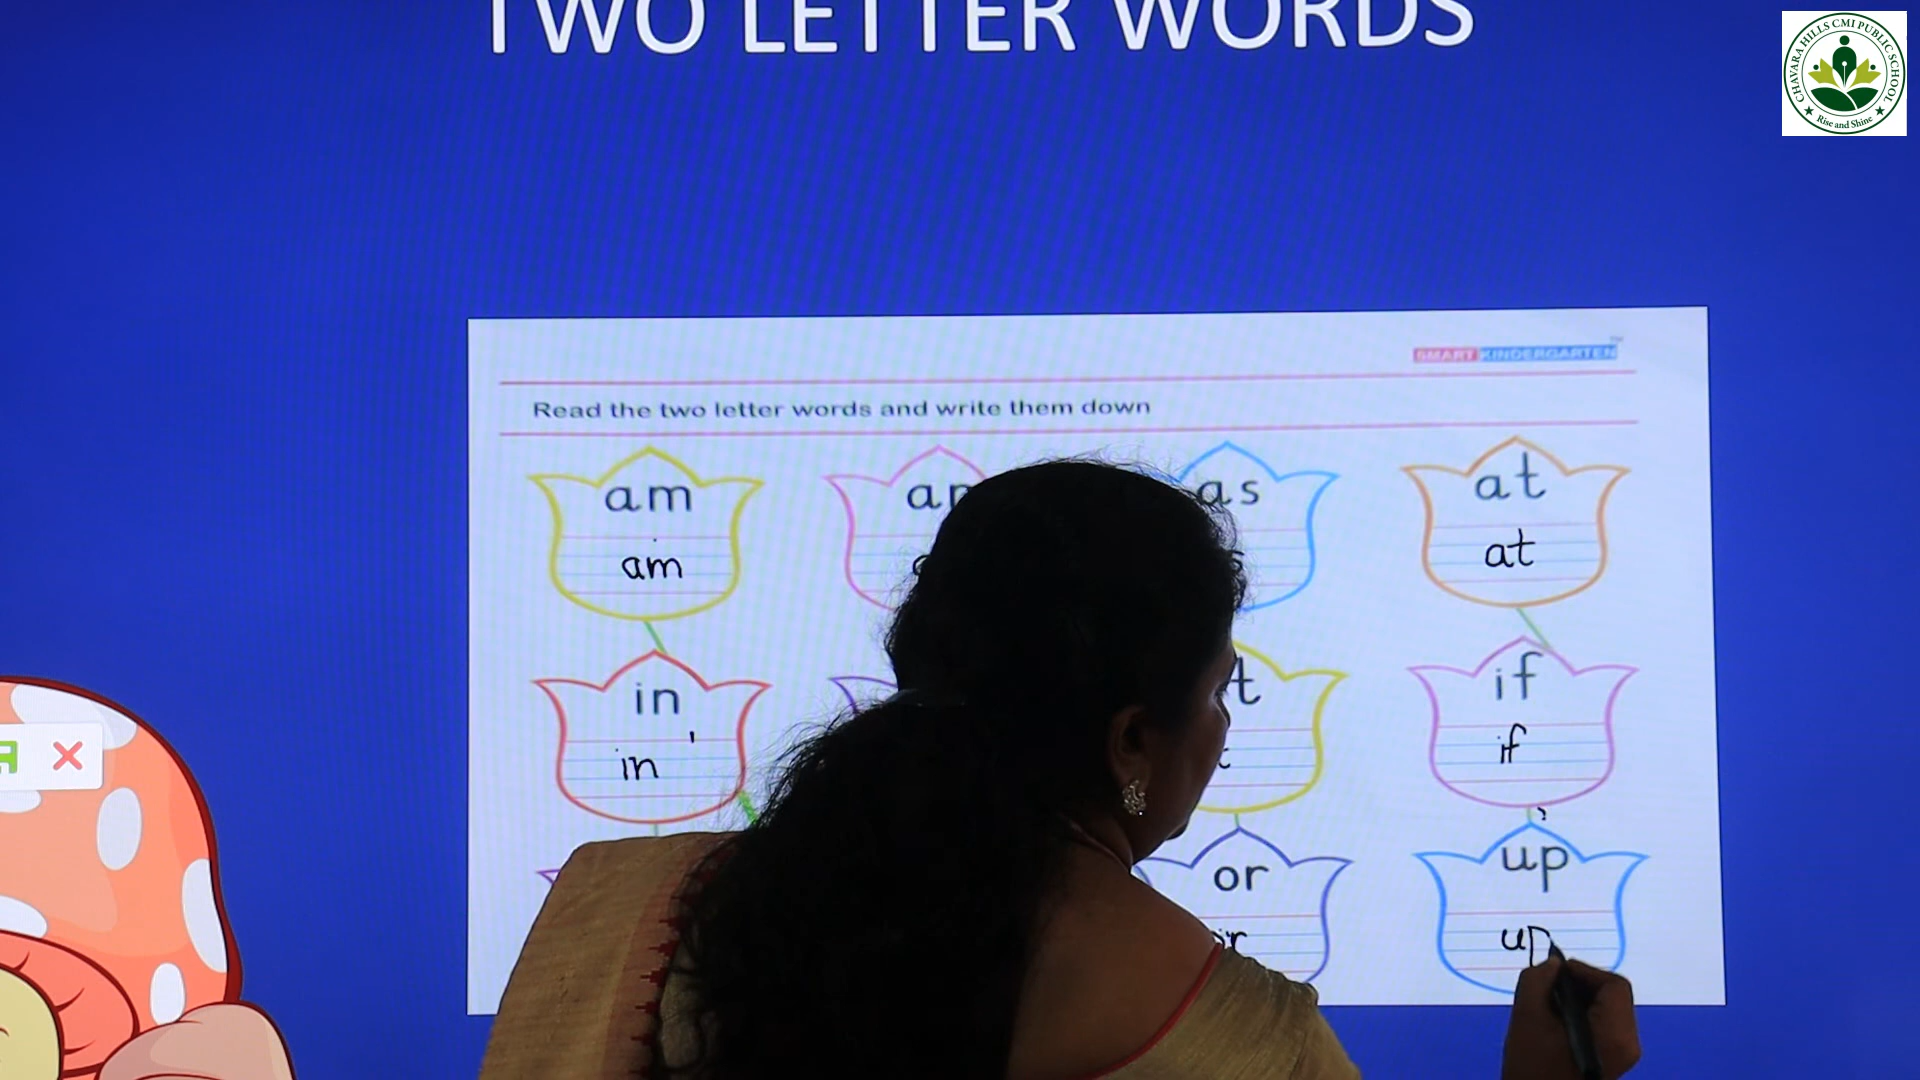 TWO LETTER WORDS
CHAVARA HILLS CMI PUBLIC SCHOOL
Rise and Shine
SMART KINDERGARTEN
Read the two letter words and write them down
am as at
am at
in if
in if
or up
or up